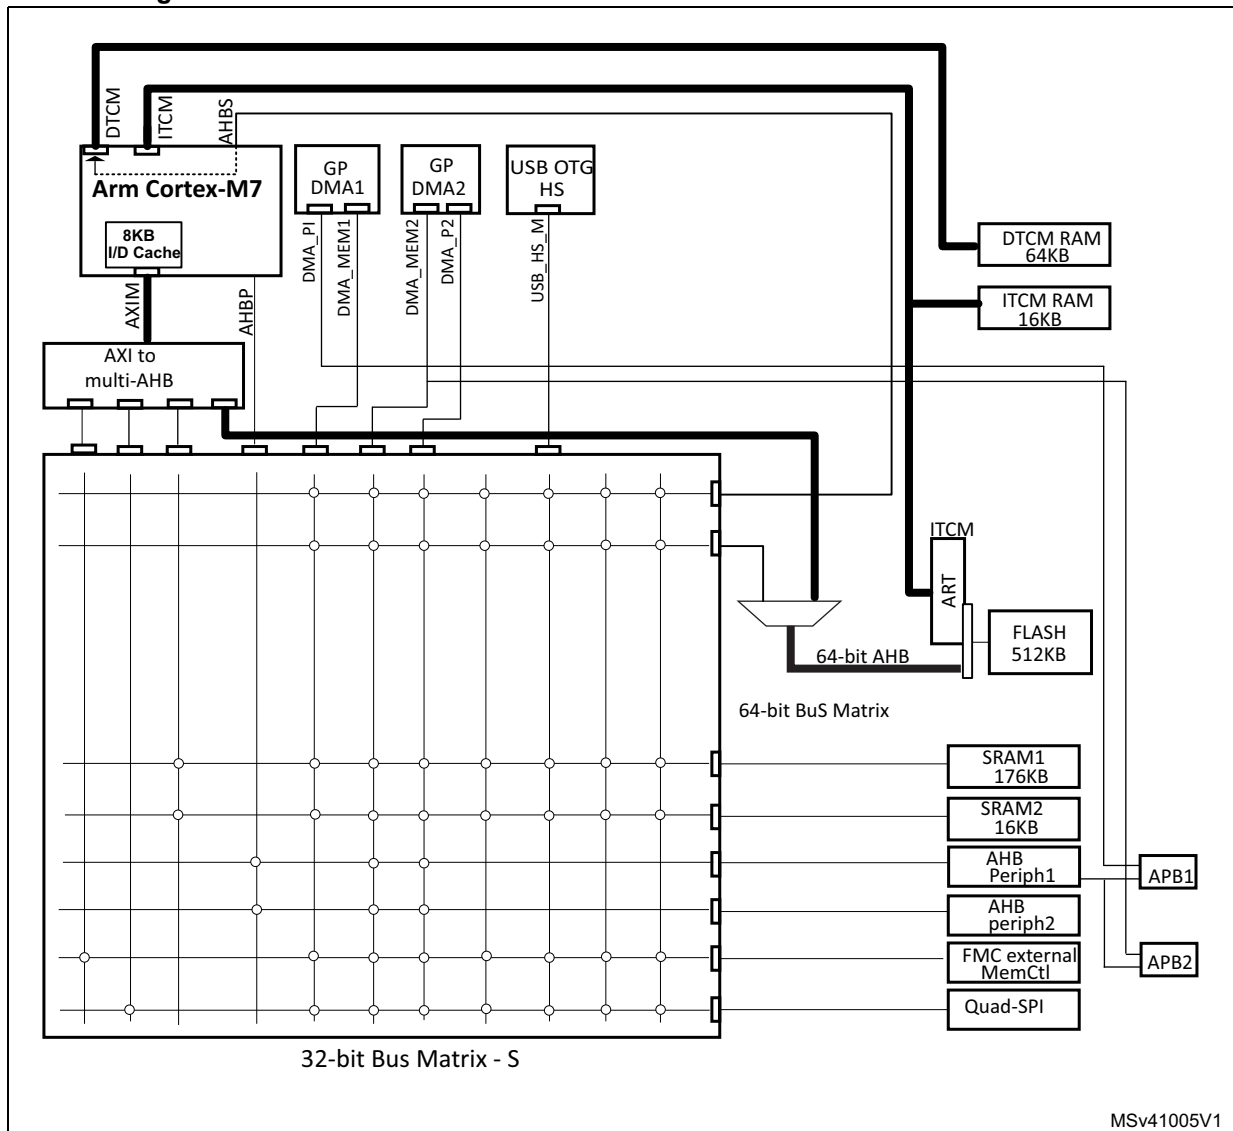 DTCM
ITCM
AHBS
Arm Cortex-M7
8KB
I/D Cache
GP
DMA1
GP
DMA2
USB OTG
HS
AXIM
AHBP
DMA_PI
DMA_MEM1
DMA_MEM2
DMA_P2
USB_HS_M
DTCM RAM
64KB
ITCM RAM
16KB
AXI to
multi-AHB
ITCM
ART
FLASH
512KB
64-bit AHB
64-bit BuS Matrix
SRAM1
176KB
SRAM2
16KB
AHB
Periph1
APB1
AHB
periph2
FMC external
MemCtl
APB2
Quad-SPI
32-bit Bus Matrix - S
MSv41005V1